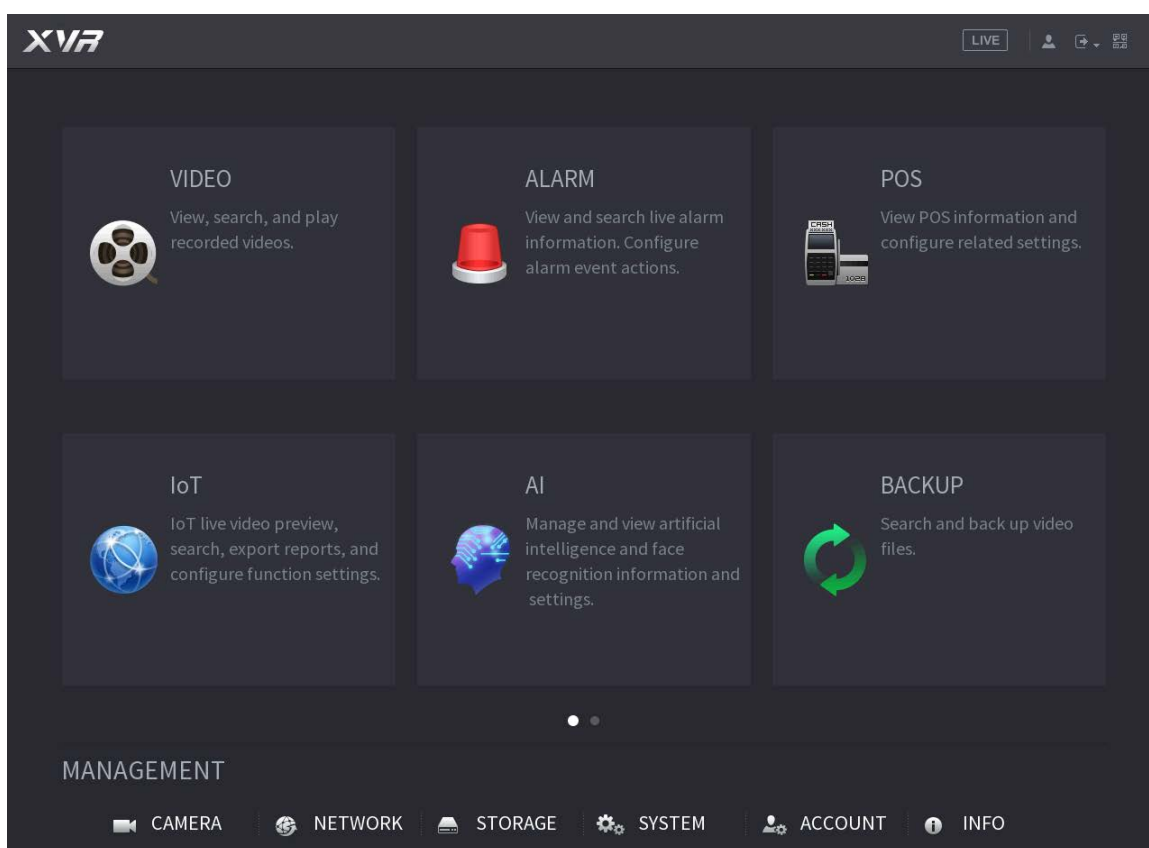 XVR
LIVE
VIDEO
View, search, and play
recorded videos.
ALARM
View and search live alarm
information. Configure
alarm event actions.
POS
View POS information and
configure related settings.
CASH
1028
IoT
IoT live video preview,
search, export reports, and
configure function settings.
AI
Manage and view artificial
intelligence and face
recognition information and
settings.
BACKUP
Search and back up video
files.
MANAGEMENT
CAMERA NETWORK STORAGE SYSTEM ACCOUNT INFO